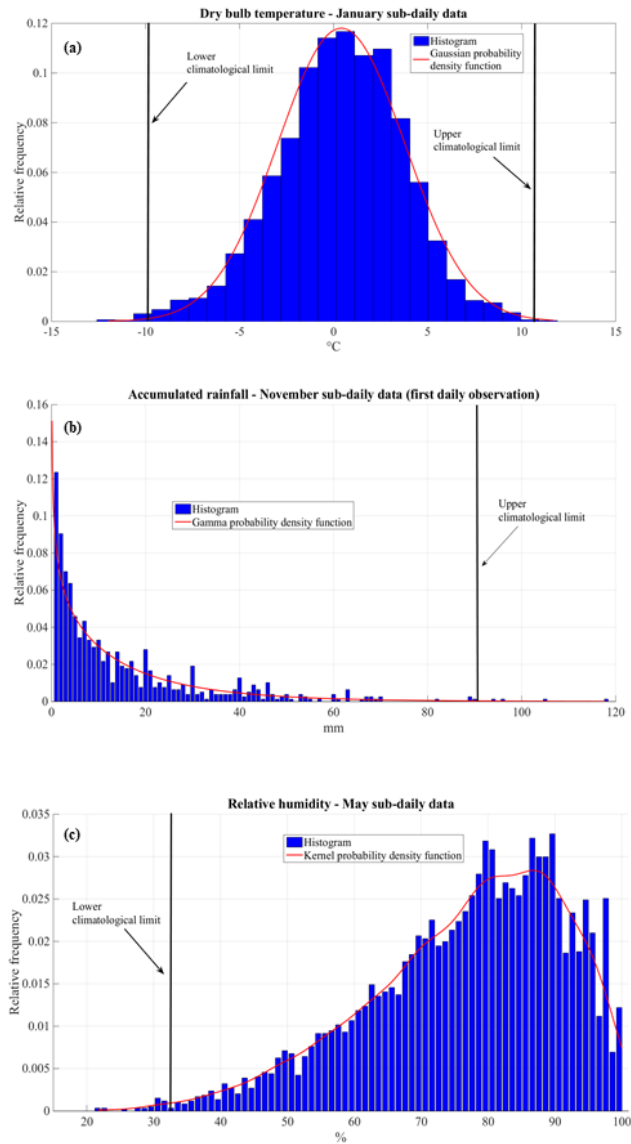 Dry bulb temperature - January sub-daily data
(a)
Lower
climatological limit
Histogram
Gaussian probability
density function
Upper
climatological limit
Relative frequency
0.12
0.1
0.08
0.06
0.04
0.02
0
-15
-10
-5
0
5
10
15
°C
Accumulated rainfall - November sub-daily data (first daily observation)
(b)
Histogram
Gamma probability density function
Upper
climatological limit
Relative frequency
0.16
0.14
0.12
0.1
0.08
0.06
0.04
0.02
0
0
20
40
60
80
100
120
mm
Relative humidity - May sub-daily data
(c)
Histogram
Kernel probability density function
Lower
climatological limit
Relative frequency
0.035
0.03
0.025
0.02
0.015
0.01
0.005
0
20
30
40
50
60
70
80
90
100
%